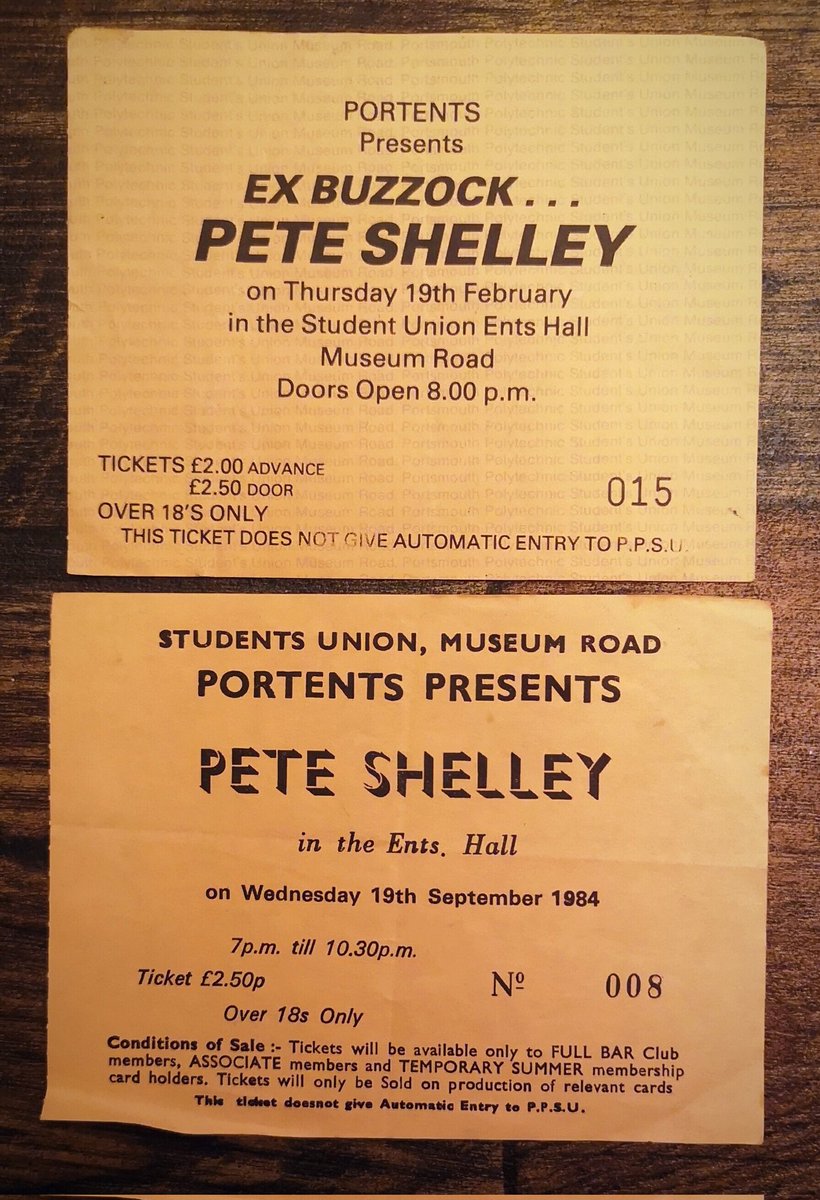 PORTENTS
Presents
EX BUZZOCK . . .
PETE SHELLEY
on Thursday 19th February
in the Student Union Ents Hall
Museum Road
Doors Open 8.00 p.m.
TICKETS £2.00 ADVANCE
£2.50 DOOR
015
OVER 18'S ONLY
THIS TICKET DOES NOT GIVE AUTOMATIC ENTRY TO P.P.S.U.
STUDENTS UNION, MUSEUM ROAD
PORTENTS PRESENTS
PETE SHELLEY
in the Ents. Hall
on Wednesday 19th September 1984
7p.m. till 10.30p.m.
Ticket £2.50p
Nº 008
Over 18s Only
Conditions of Sale :- Tickets will be available only to FULL BAR Club
members, ASSOCIATE members and TEMPORARY SUMMER membership
card holders. Tickets will only be Sold on production of relevant cards
This ticket doesnot give Automatic Entry to P.P.S.U.